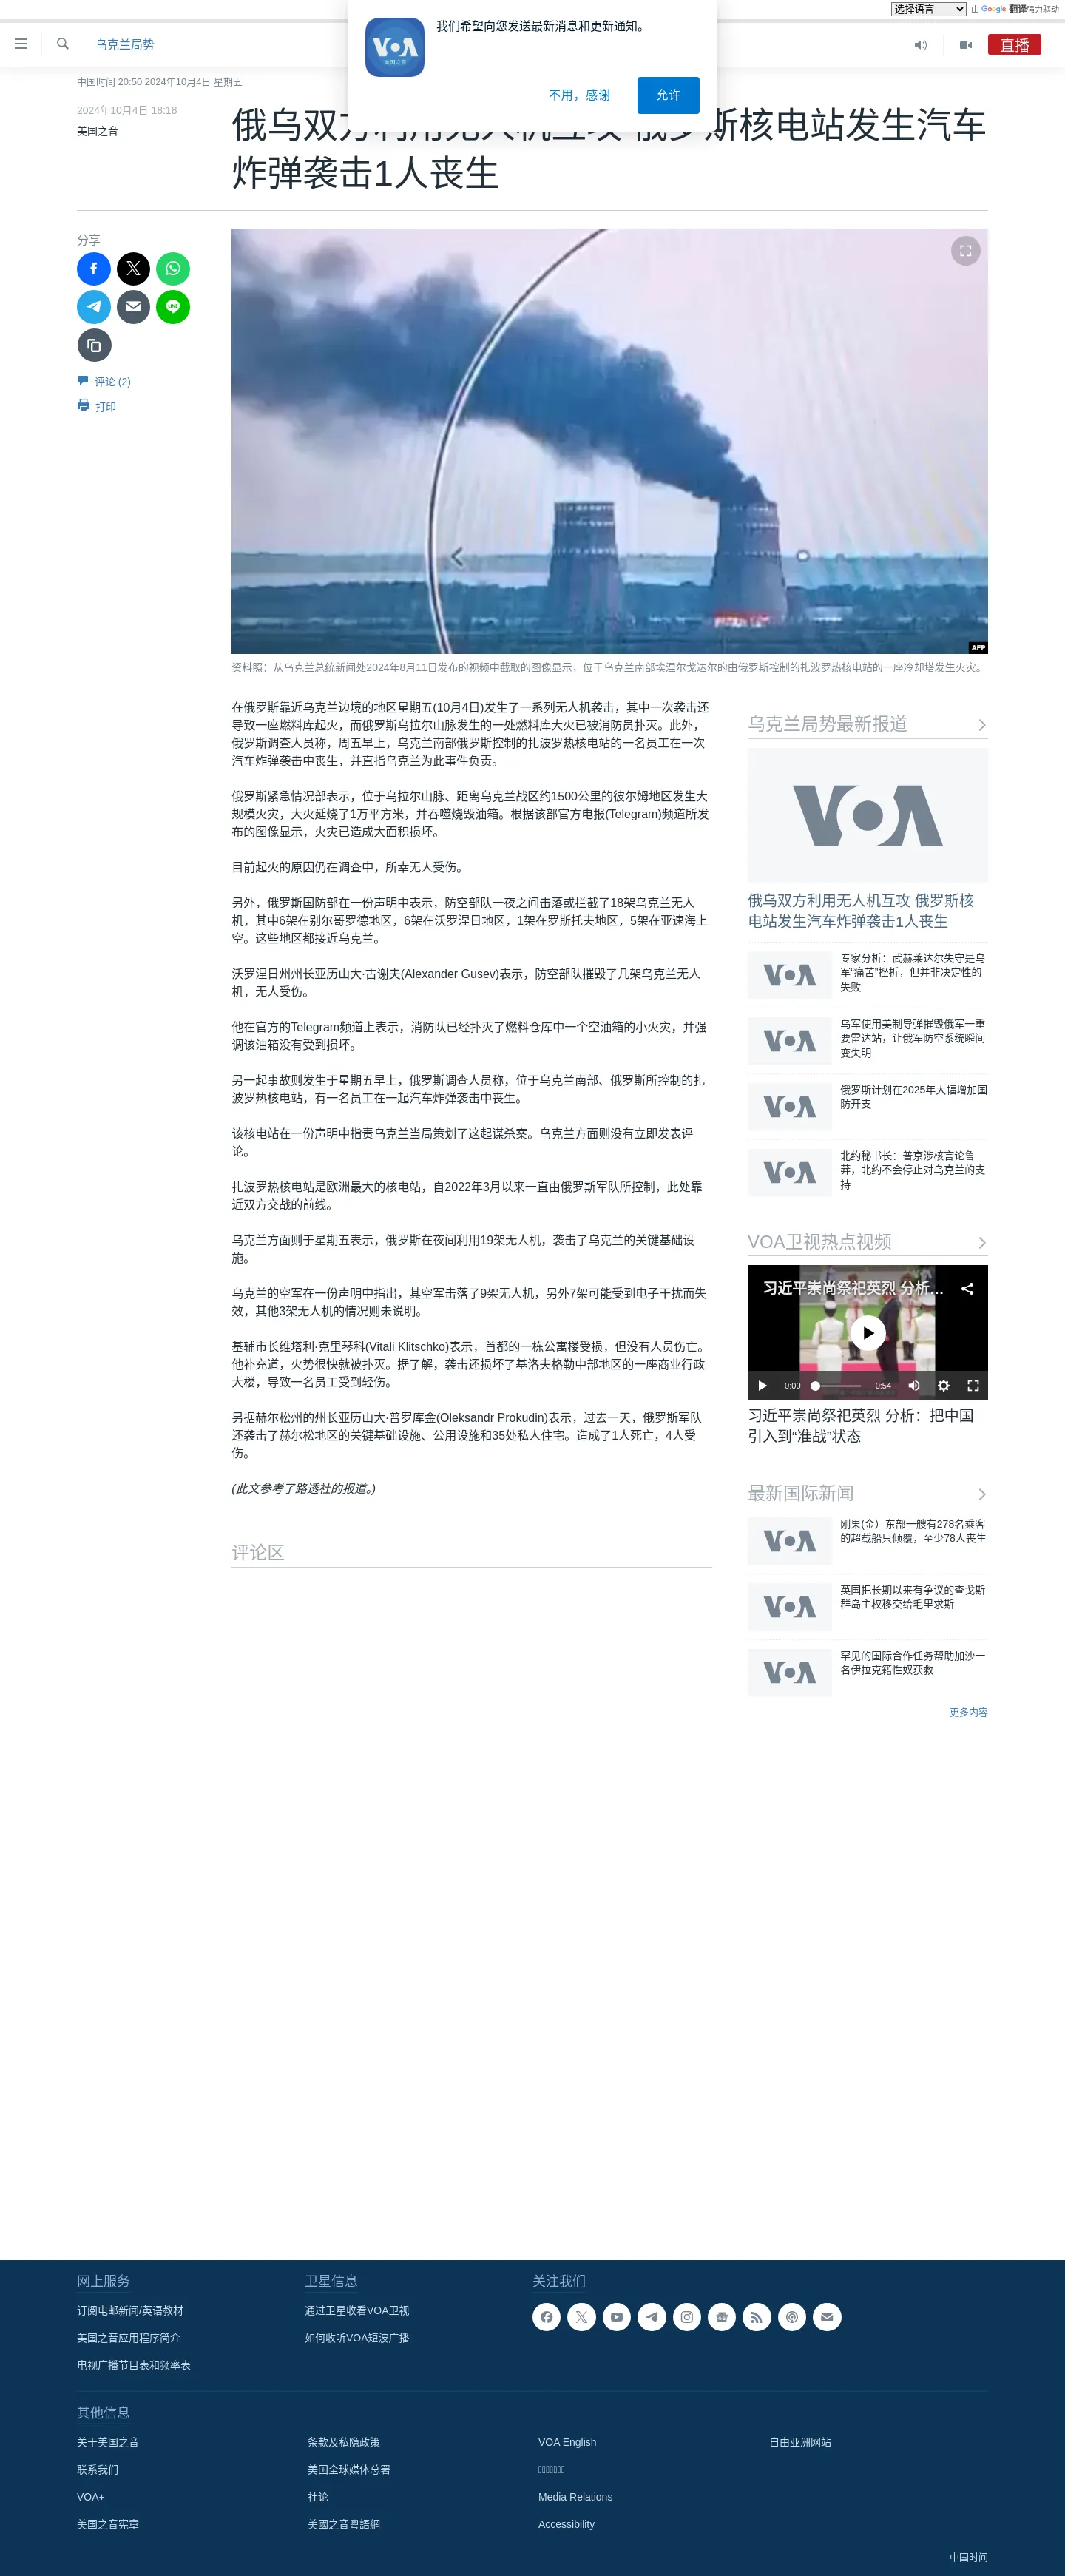 选择语言
由 Google 翻译强力驱动
我们希望向您发送最新消息和更新通知。
VOA
美国之音
不用，感谢
允许
乌克兰局势
直播
中国时间 20:50 2024年10月4日 星期五
2024年10月4日 18:18
美国之音
俄乌双方利用无人机互攻 俄罗斯核电站发生汽车
炸弹袭击1人丧生
分享
LINE
评论 (2)
打印
AFP
资料照：从乌克兰总统新闻处2024年8月11日发布的视频中截取的图像显示，位于乌克兰南部埃涅尔戈达尔的由俄罗斯控制的扎波罗热核电站的一座冷却塔发生火灾。
在俄罗斯靠近乌克兰边境的地区星期五(10月4日)发生了一系列无人机袭击，其中一次袭击还
导致一座燃料库起火，而俄罗斯乌拉尔山脉发生的一处燃料库大火已被消防员扑灭。此外，
俄罗斯调查人员称，周五早上，乌克兰南部俄罗斯控制的扎波罗热核电站的一名员工在一次
汽车炸弹袭击中丧生，并直指乌克兰为此事件负责。
俄罗斯紧急情况部表示，位于乌拉尔山脉、距离乌克兰战区约1500公里的彼尔姆地区发生大
规模火灾，大火延烧了1万平方米，并吞噬烧毁油箱。根据该部官方电报(Telegram)频道所发
布的图像显示，火灾已造成大面积损坏。
目前起火的原因仍在调查中，所幸无人受伤。
另外，俄罗斯国防部在一份声明中表示，防空部队一夜之间击落或拦截了18架乌克兰无人
机，其中6架在别尔哥罗德地区，6架在沃罗涅日地区，1架在罗斯托夫地区，5架在亚速海上
空。这些地区都接近乌克兰。
沃罗涅日州州长亚历山大·古谢夫(Alexander Gusev)表示，防空部队摧毁了几架乌克兰无人
机，无人受伤。
他在官方的Telegram频道上表示，消防队已经扑灭了燃料仓库中一个空油箱的小火灾，并强
调该油箱没有受到损坏。
另一起事故则发生于星期五早上，俄罗斯调查人员称，位于乌克兰南部、俄罗斯所控制的扎
波罗热核电站，有一名员工在一起汽车炸弹袭击中丧生。
该核电站在一份声明中指责乌克兰当局策划了这起谋杀案。乌克兰方面则没有立即发表评
论。
扎波罗热核电站是欧洲最大的核电站，自2022年3月以来一直由俄罗斯军队所控制，此处靠
近双方交战的前线。
乌克兰方面则于星期五表示，俄罗斯在夜间利用19架无人机，袭击了乌克兰的关键基础设
施。
乌克兰的空军在一份声明中指出，其空军击落了9架无人机，另外7架可能受到电子干扰而失
效，其他3架无人机的情况则未说明。
基辅市长维塔利·克里琴科(Vitali Klitschko)表示，首都的一栋公寓楼受损，但没有人员伤亡。
他补充道，火势很快就被扑灭。据了解，袭击还损坏了基洛夫格勒中部地区的一座商业行政
大楼，导致一名员工受到轻伤。
另据赫尔松州的州长亚历山大·普罗库金(Oleksandr Prokudin)表示，过去一天，俄罗斯军队
还袭击了赫尔松地区的关键基础设施、公用设施和35处私人住宅。造成了1人死亡，4人受
伤。
(此文参考了路透社的报道。)
评论区
乌克兰局势最新报道
VOA
俄乌双方利用无人机互攻 俄罗斯核
电站发生汽车炸弹袭击1人丧生
VOA
专家分析：武赫莱达尔失守是乌
军“痛苦”挫折，但并非决定性的
失败
VOA
乌军使用美制导弹摧毁俄军一重
要雷达站，让俄军防空系统瞬间
变失明
VOA
俄罗斯计划在2025年大幅增加国
防开支
VOA
北约秘书长：普京涉核言论鲁
莽，北约不会停止对乌克兰的支
持
VOA卫视热点视频
习近平崇尚祭祀英烈 分析...
0:00
0:54
习近平崇尚祭祀英烈 分析：把中国
引入到“准战”状态
最新国际新闻
VOA
刚果(金）东部一艘有278名乘客
的超载船只倾覆，至少78人丧生
VOA
英国把长期以来有争议的查戈斯
群岛主权移交给毛里求斯
VOA
罕见的国际合作任务帮助加沙一
名伊拉克籍性奴获救
更多内容
网上服务
订阅电邮新闻/英语教材
美国之音应用程序简介
电视广播节目表和频率表
卫星信息
通过卫星收看VOA卫视
如何收听VOA短波广播
关注我们
其他信息
关于美国之音
联系我们
VOA+
美国之音宪章
条款及私隐政策
美国全球媒体总署
社论
美國之音粵語網
VOA English
Media Relations
Accessibility
自由亚洲网站
中国时间